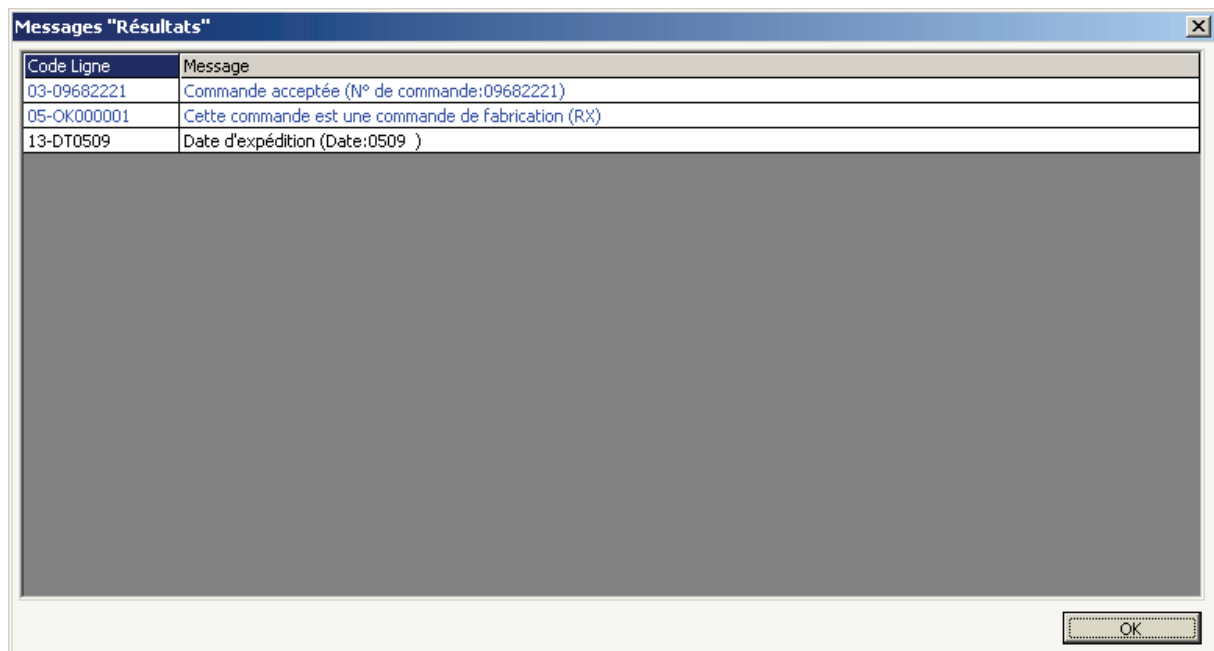 Messages "Résultats"
Code Ligne Message
03-09682221 Commande acceptée (N° de commande:09682221)
05-OK000001 Cette commande est une commande de fabrication (RX)
13-DT0509 Date d'expédition (Date:0509  )
OK